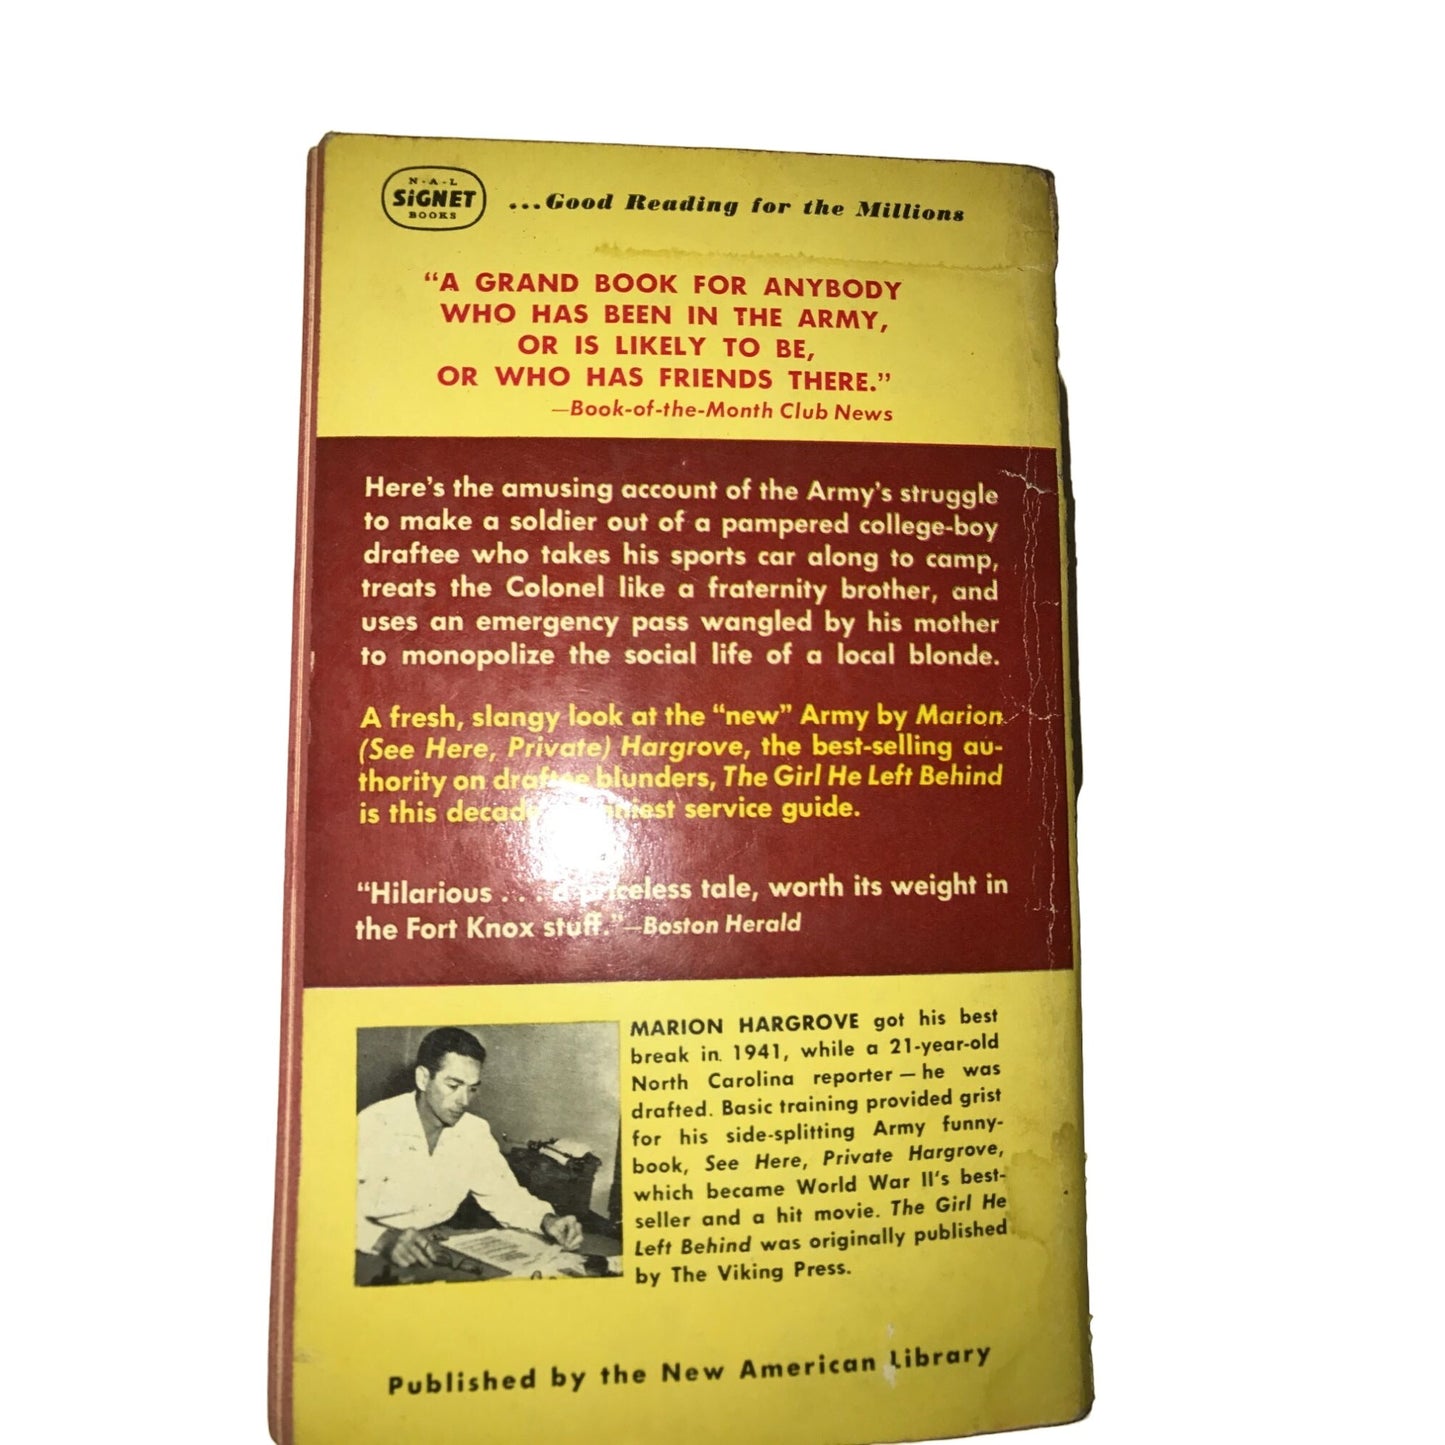 N·A·L
SIGNET
BOOKS
...Good Reading for the Millions
“A GRAND BOOK FOR ANYBODY
WHO HAS BEEN IN THE ARMY,
OR IS LIKELY TO BE,
OR WHO HAS FRIENDS THERE.”
—Book-of-the-Month Club News
Here's the amusing account of the Army's struggle
to make a soldier out of a pampered college-boy
draftee who takes his sports car along to camp,
treats the Colonel like a fraternity brother, and
uses an emergency pass wangled by his mother
to monopolize the social life of a local blonde.
A fresh, slangy look at the “new” Army by Marion
(See Here, Private) Hargrove, the best-selling au-
thority on draftee blunders, The Girl He Left Behind
is this service guide.
“Hilarious . . . a priceless tale, worth its weight in
the Fort Knox stuff.”—Boston Herald
MARION HARGROVE got his best
break in 1941, while a 21-year-old
North Carolina reporter — he was
drafted. Basic training provided grist
for his side-splitting Army funny-
book, See Here, Private Hargrove,
which became World War II's best-
seller and a hit movie. The Girl He
Left Behind was originally published
by The Viking Press.
Published by the New American Library